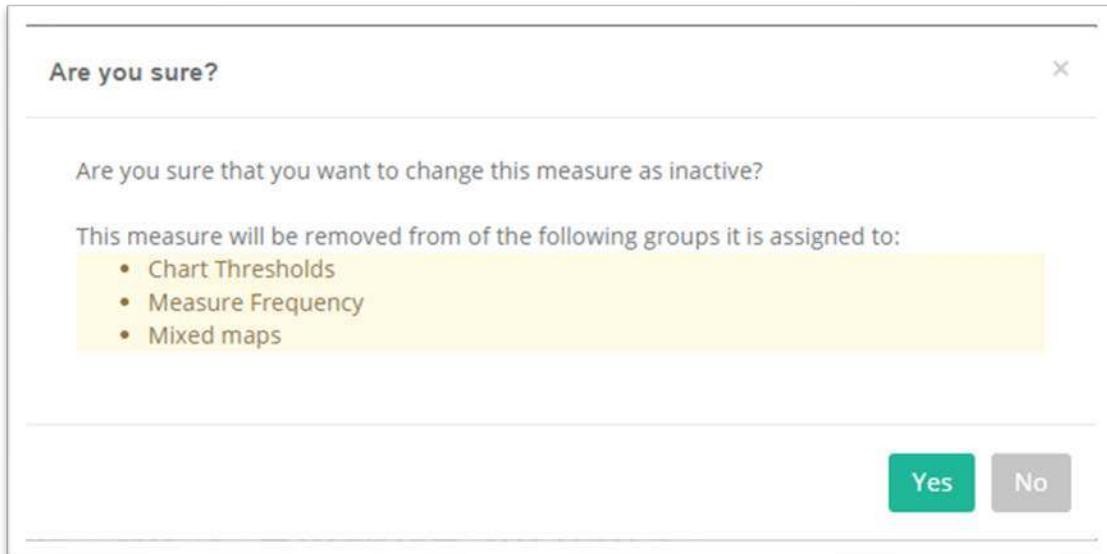 Are you sure?
×
Are you sure that you want to change this measure as inactive?
This measure will be removed from of the following groups it is assigned to:
• Chart Thresholds
• Measure Frequency
• Mixed maps
Yes No